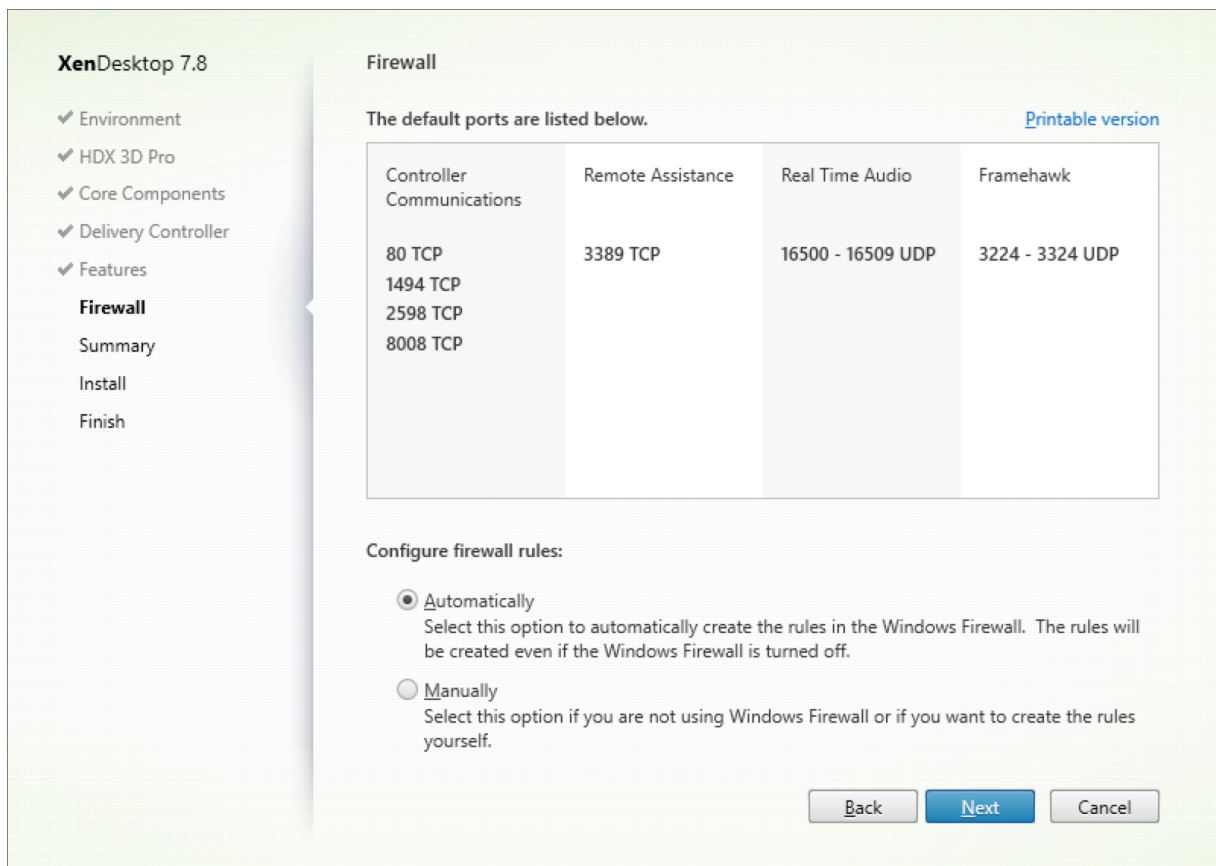 XenDesktop 7.8
Environment
HDX 3D Pro
Core Components
Delivery Controller
Features
Firewall
Summary
Install
Finish
Firewall
The default ports are listed below.
Printable version
Controller
Communications
80 TCP
1494 TCP
2598 TCP
8008 TCP
Remote Assistance
3389 TCP
Real Time Audio
16500 - 16509 UDP
Framehawk
3224 - 3324 UDP
Configure firewall rules:
Automatically
Select this option to automatically create the rules in the Windows Firewall.  The rules will
be created even if the Windows Firewall is turned off.
Manually
Select this option if you are not using Windows Firewall or if you want to create the rules
yourself.
Back
Next
Cancel